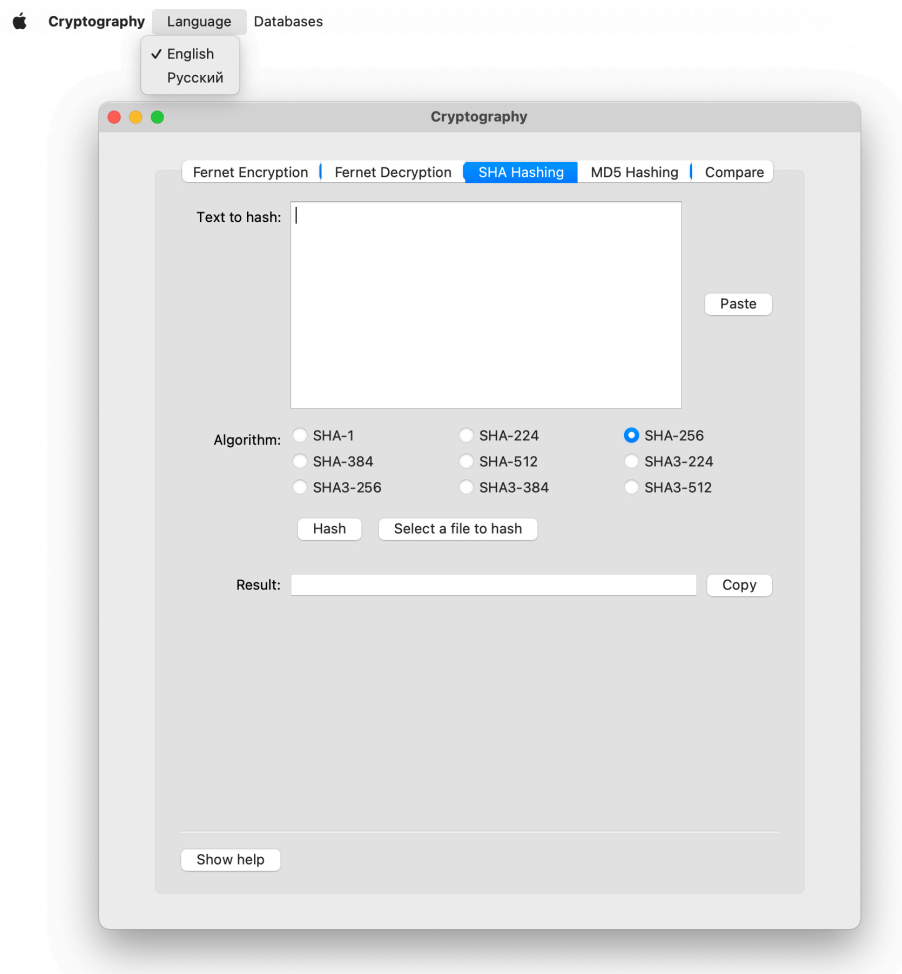 Cryptography Language Databases
English
Русский
Cryptography
Fernet Encryption Fernet Decryption SHA Hashing MD5 Hashing Compare
Text to hash:
Paste
Algorithm: SHA-1 SHA-224 SHA-256
SHA-384 SHA-512 SHA3-224
SHA3-256 SHA3-384 SHA3-512
Hash Select a file to hash
Result: Copy
Show help